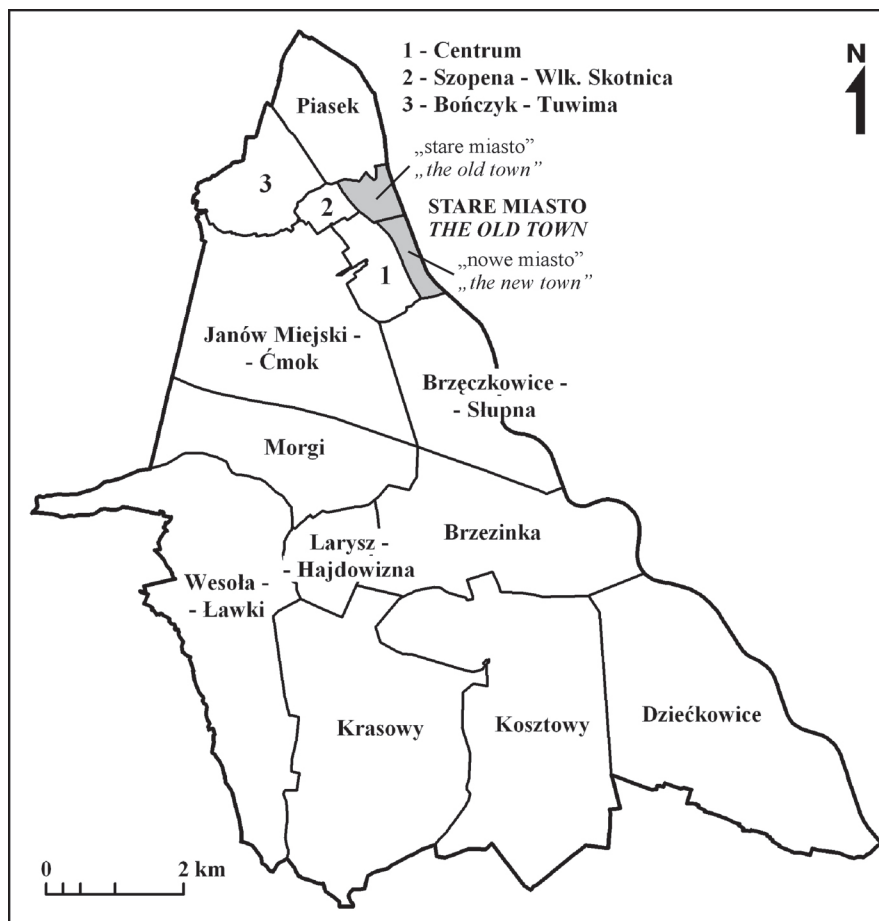 1 - Centrum
2 - Szopena - Wlk. Skotnica
3 - Bończyk - Tuwima
N
Piasek
„stare miasto”
„the old town”
3
2
STARE MIASTO
THE OLD TOWN
1
„nowe miasto”
„the new town”
Janów Miejski -
- Ćmok
Brzęczkowice -
- Słupna
Morgi
Larysz -
- Hajdowizna
Brzezinka
Wesoła -
- Ławki
Krasowy
Kosztowy
Dziećkowice
0 2 km